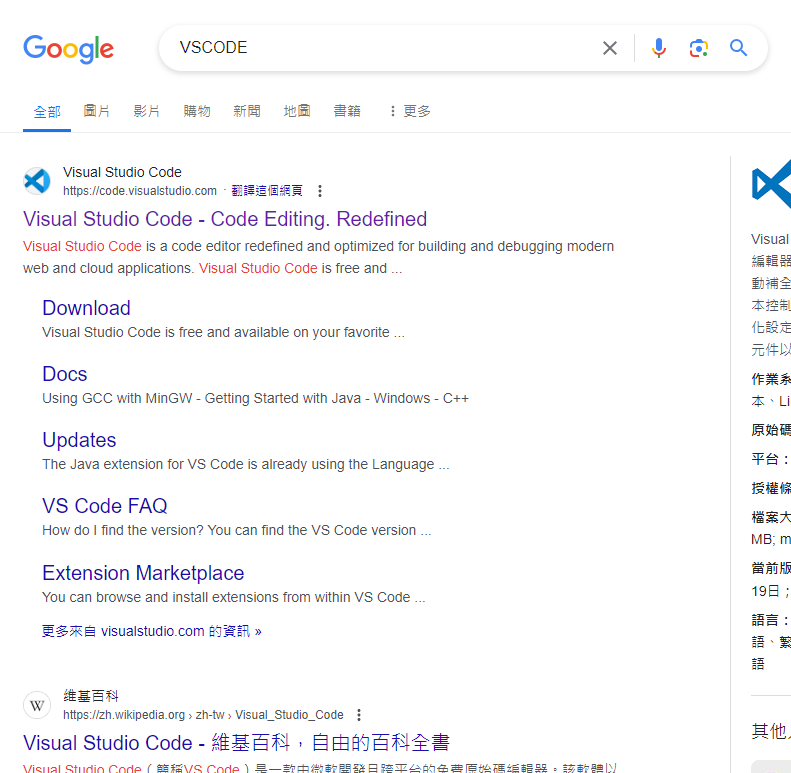 Google
VSCODE
全部 圖片 影片 購物 新聞 地圖 書籍 更多
Visual Studio Code
https://code.visualstudio.com · 翻譯這個網頁
Visual Studio Code - Code Editing. Redefined
Visual Studio Code is a code editor redefined and optimized for building and debugging modern
web and cloud applications. Visual Studio Code is free and ...
Download
Visual Studio Code is free and available on your favorite ...
Docs
Using GCC with MinGW - Getting Started with Java - Windows - C++
Updates
The Java extension for VS Code is already using the Language ...
VS Code FAQ
How do I find the version? You can find the VS Code version ...
Extension Marketplace
You can browse and install extensions from within VS Code ...
更多來自 visualstudio.com 的資訊 »
W
維基百科
https://zh.wikipedia.org › zh-tw › Visual_Studio_Code
Visual Studio Code - 維基百科，自由的百科全書
Visual Studio Code（簡稱VS Code）是一款由微軟開發且跨平台的免費原始碼編輯器。該軟體以
Visual
編輯器
動補全
本控制
化設定
元件以
作業系
本、Li
原始碼
平台：
授權條
檔案大
MB; m
當前版
19日；
語言：
語、繁
語
其他